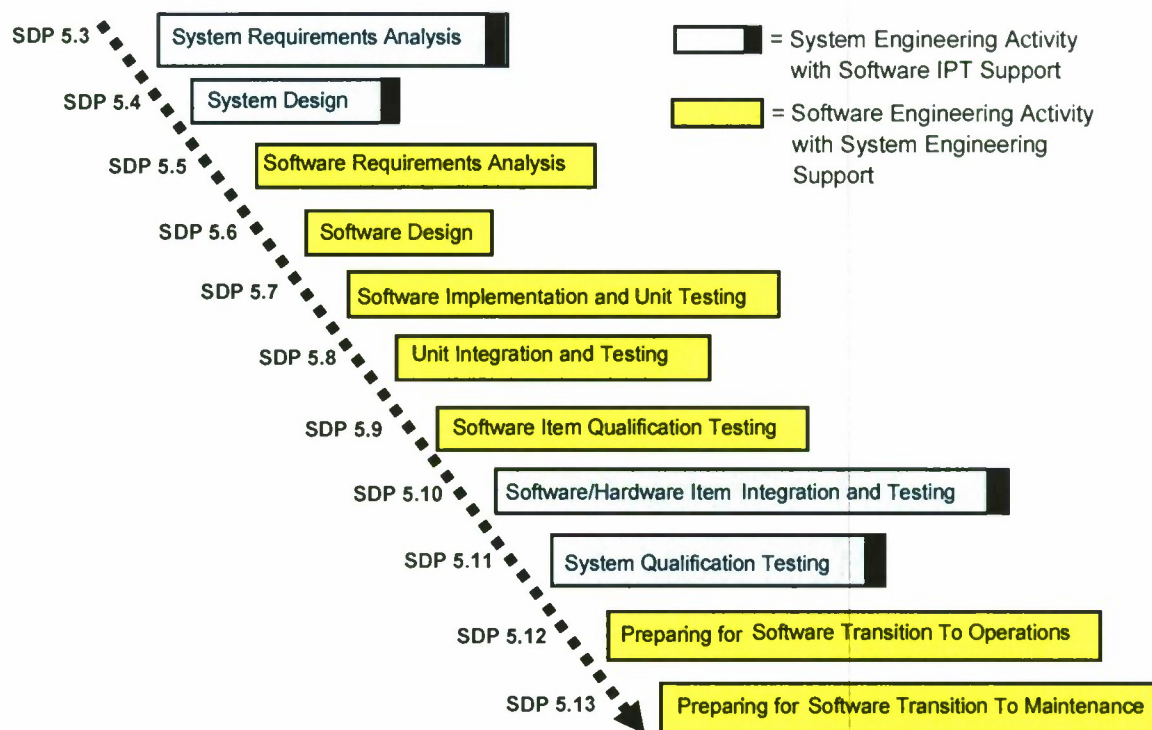 SDP 5.3 System Requirements Analysis
= System Engineering Activity
with Software IPT Support
SDP 5.4 System Design
= Software Engineering Activity
with System Engineering
Support
SDP 5.5 Software Requirements Analysis
SDP 5.6 Software Design
SDP 5.7 Software Implementation and Unit Testing
SDP 5.8 Unit Integration and Testing
SDP 5.9 Software Item Qualification Testing
SDP 5.10 Software/Hardware Item Integration and Testing
SDP 5.11 System Qualification Testing
SDP 5.12 Preparing for Software Transition To Operations
SDP 5.13 Preparing for Software Transition To Maintenance